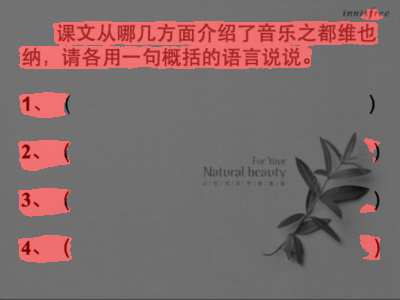 innisfree
课文从哪几方面介绍了音乐之都维也
纳，请各用一句概括的语言说说。
1、（ ）
2、（ ）
For Your
Natural beauty
3、（ ）
4、（ ）